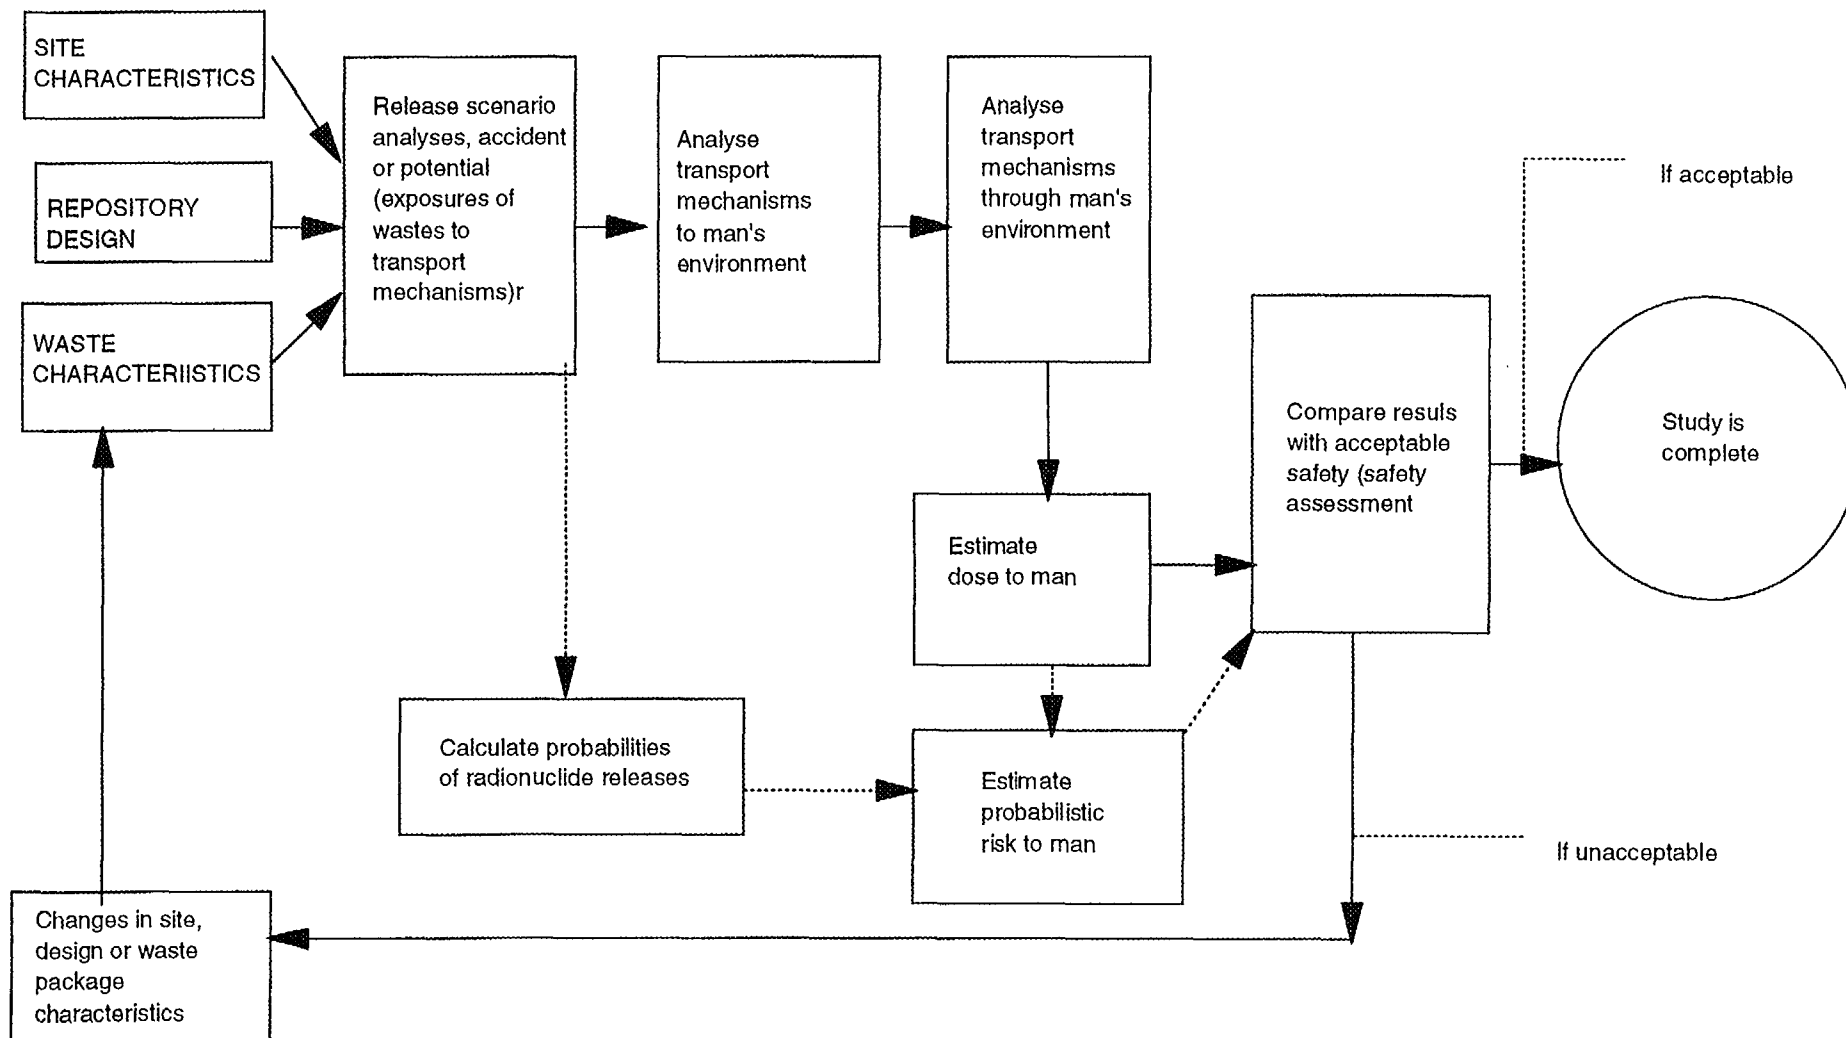 SITE
CHARACTERISTICS
REPOSITORY
DESIGN
WASTE
CHARACTERIISTICS
Release scenario
analyses, accident
or potential
(exposures of
wastes to
transport
mechanisms)r
Analyse
transport
mechanisms
to man's
environment
Analyse
transport
mechanisms
through man's
environment
If acceptable
Compare resuls
with acceptable
safety (safety
assessment
Study is
complete
Estimate
dose to man
Calculate probabilities
of radionuclide releases
Estimate
probabilistic
risk to man
If unacceptable
Changes in site,
design or waste
package
characteristics